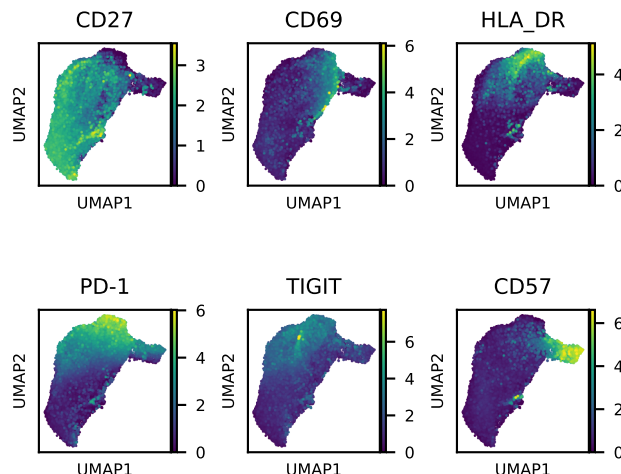 CD27 CD69 HLA_DR
UMAP2 3 2 1 0 UMAP2 6 4 2 0 UMAP2 4 2 0
UMAP1 UMAP1 UMAP1
PD-1 TIGIT CD57
UMAP2 6 4 2 0 UMAP2 6 4 2 0 UMAP2 6 4 2 0
UMAP1 UMAP1 UMAP1